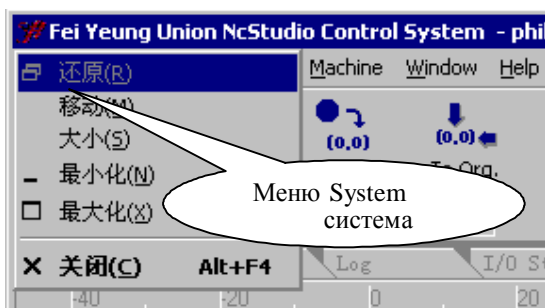 Fei Yeung Union NcStudio Control System - phi
还原(R)
Machine Window Help
移动(M)
大小(S)
(0,0) (0,0)
最小化(N)
To Org.
最大化(X)
Меню System
система
关闭(C) Alt+F4
Log I/O S
-40 -20 0 20